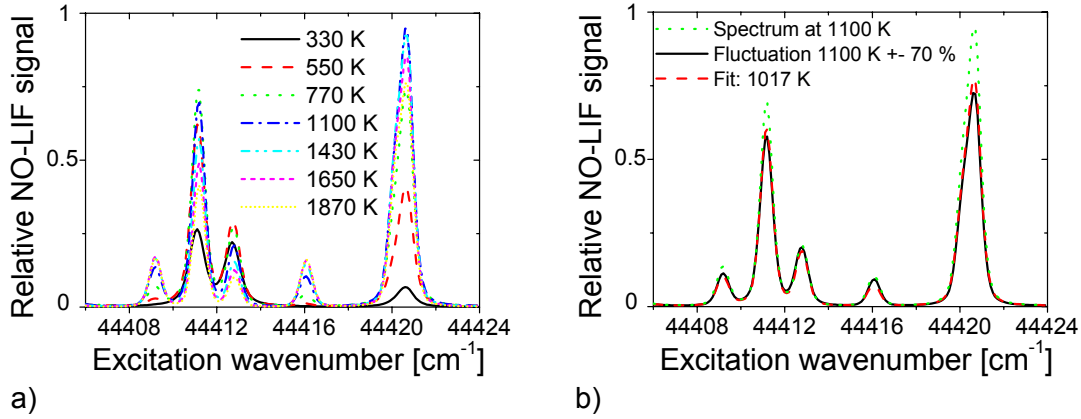 1
0.5
0
Relative NO-LIF signal
330 K
550 K
770 K
1100 K
1430 K
1650 K
1870 K
44408 44412 44416 44420 44424
Excitation wavenumber [cm⁻¹]
a)
1
0.5
0
Relative NO-LIF signal
Spectrum at 1100 K
Fluctuation 1100 K +- 70 %
Fit: 1017 K
44408 44412 44416 44420 44424
Excitation wavenumber [cm⁻¹]
b)